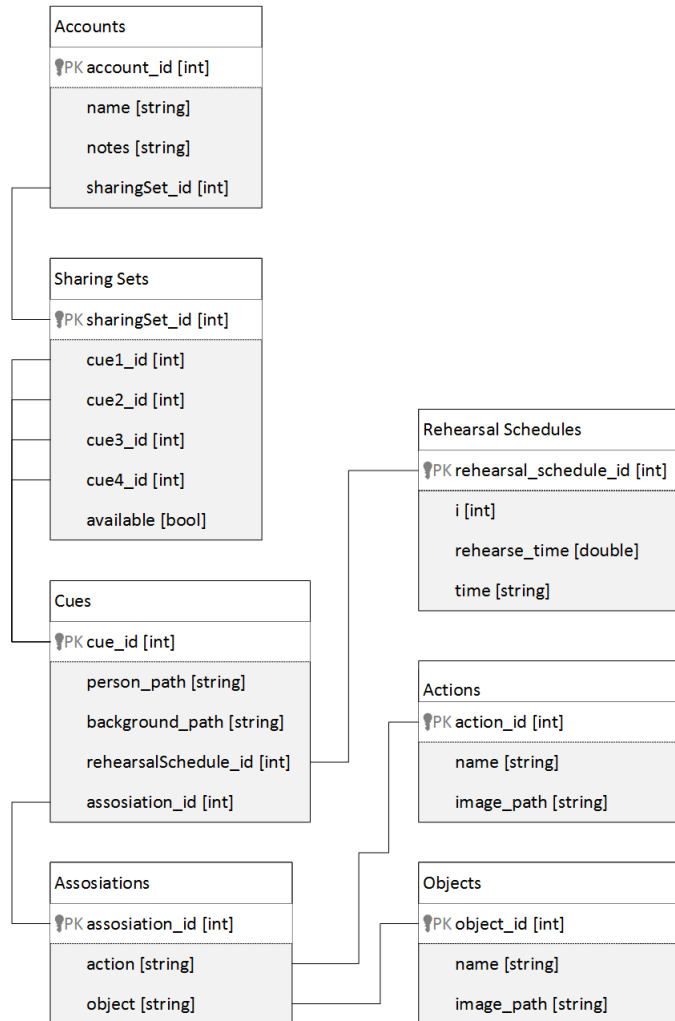 Accounts
PK account_id [int]
name [string]
notes [string]
sharingSet_id [int]
Sharing Sets
PK sharingSet_id [int]
cue1_id [int]
cue2_id [int]
cue3_id [int]
cue4_id [int]
available [bool]
Cues
PK cue_id [int]
person_path [string]
background_path [string]
rehearsalSchedule_id [int]
assosiation_id [int]
Assosiations
PK assosiation_id [int]
action [string]
object [string]
Rehearsal Schedules
PK rehearsal_schedule_id [int]
i [int]
rehearse_time [double]
time [string]
Actions
PK action_id [int]
name [string]
image_path [string]
Objects
PK object_id [int]
name [string]
image_path [string]